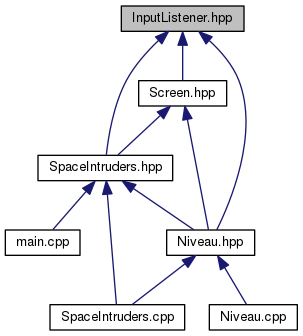 InputListener.hpp
Screen.hpp
SpaceIntruders.hpp
main.cpp
Niveau.hpp
SpaceIntruders.cpp
Niveau.cpp